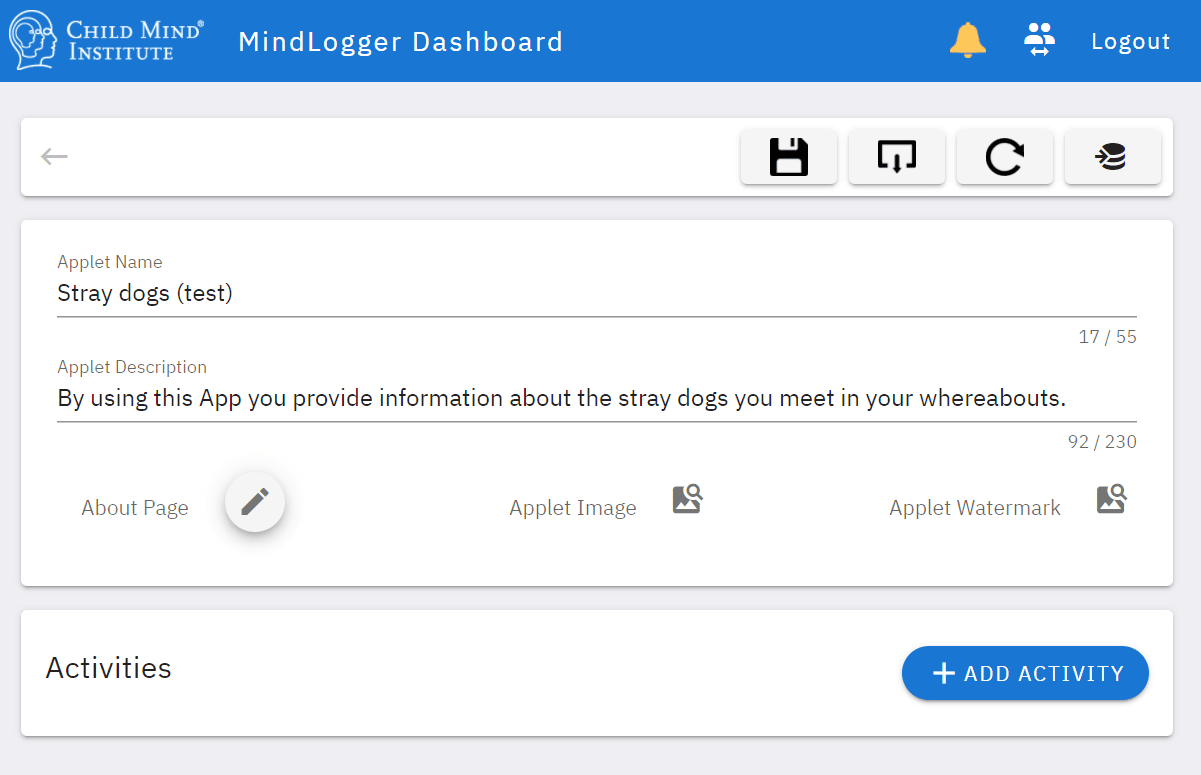 CHILD MIND®
INSTITUTE
MindLogger Dashboard
Logout
Applet Name
Stray dogs (test)
17 / 55
Applet Description
By using this App you provide information about the stray dogs you meet in your whereabouts.
92 / 230
About Page
Applet Image
Applet Watermark
Activities
ADD ACTIVITY